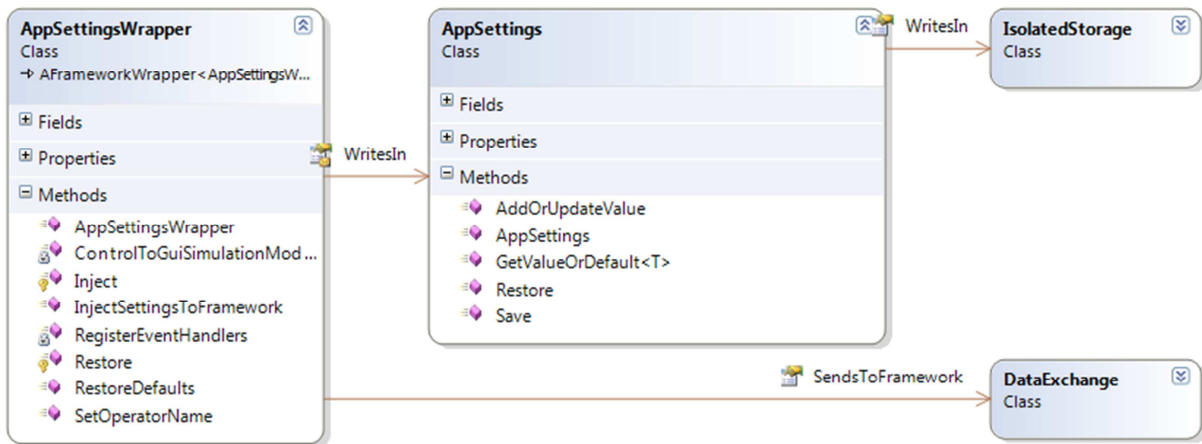 AppSettingsWrapper
Class
AFrameworkWrapper<AppSettingsW...
Fields
Properties
Methods
AppSettingsWrapper
ControlToGuiSimulationMod...
Inject
InjectSettingsToFramework
RegisterEventHandlers
Restore
RestoreDefaults
SetOperatorName
WritesIn
AppSettings
Class
Fields
Properties
Methods
AddOrUpdateValue
AppSettings
GetValueOrDefault<T>
Restore
Save
WritesIn
IsolatedStorage
Class
SendsToFramework
DataExchange
Class